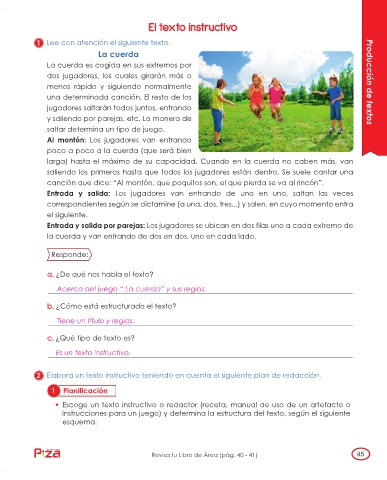 El texto instructivo
1 Lee con atención el siguiente texto.
La cuerda
La cuerda es cogida en sus extremos por
dos jugadores, los cuales girarán más o
menos rápido y siguiendo normalmente
una determinada canción. El resto de los
jugadores saltarán todos juntos, entrando
y saliendo por parejas, etc. La manera de
saltar determina un tipo de juego.
Al montón: Los jugadores van entrando
poco a poco a la cuerda (que será bien
larga) hasta el máximo de su capacidad. Cuando en la cuerda no caben más, van
saliendo los primeros hasta que todos los jugadores están dentro. Se suele cantar una
canción que dice: "Al montón, que poquitos son, el que pierda se va al rincón".
Entrada y salida: Los jugadores van entrando de uno en uno, saltan las veces
correspondientes según se dictamine (a una, dos, tres...) y salen, en cuyo momento entra
el siguiente.
Entrada y salida por parejas: Los jugadores se ubican en dos filas uno a cada extremo de
la cuerda y van entrando de dos en dos, uno en cada lado.
Responde:
a. ¿De qué nos habla el texto?
Acerca del juego " La cuerda" y sus reglas.
b. ¿Cómo está estructurado el texto?
Tiene un título y reglas.
c. ¿Qué tipo de texto es?
Es un texto instructivo.
2 Elabora un texto instructivo teniendo en cuenta el siguiente plan de redacción.
1 Planificación
• Escoge un texto instructivo a redactar (receta, manual de uso de un artefacto o
instrucciones para un juego) y determina la estructura del texto, según el siguiente
esquema.
Producción de textos
Pizza
Revisa tu Libro de Área (pág. 40 - 41)
45